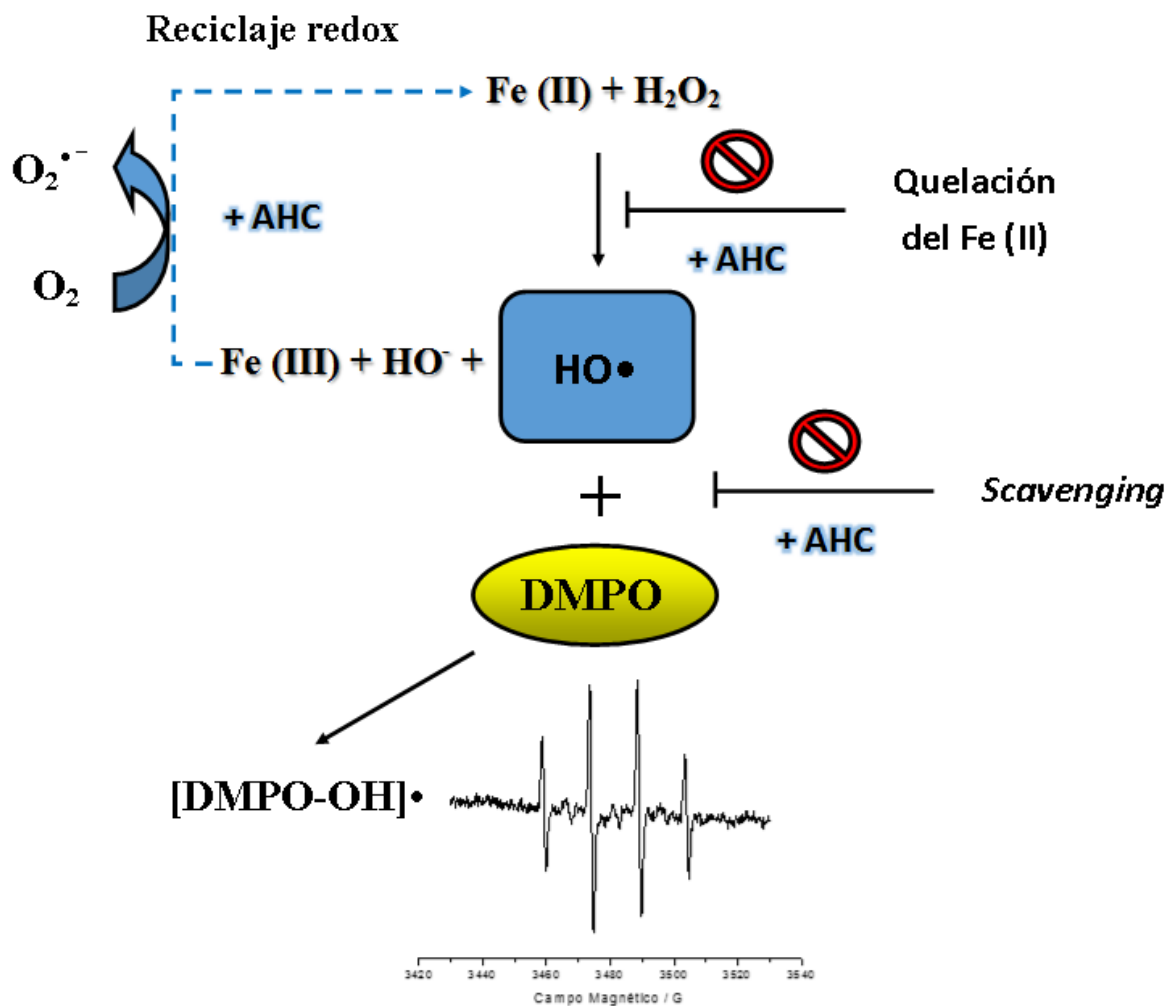 Reciclaje redox
Fe (II) + H₂O₂
O₂•⁻
+ AHC
Quelación
del Fe (II)
+ AHC
O₂
Fe (III) + HO⁻ +
HO•
+
Scavenging
+ AHC
DMPO
[DMPO-OH]•
3420 3440 3460 3480 3500 3520 3540
Campo Magnético / G